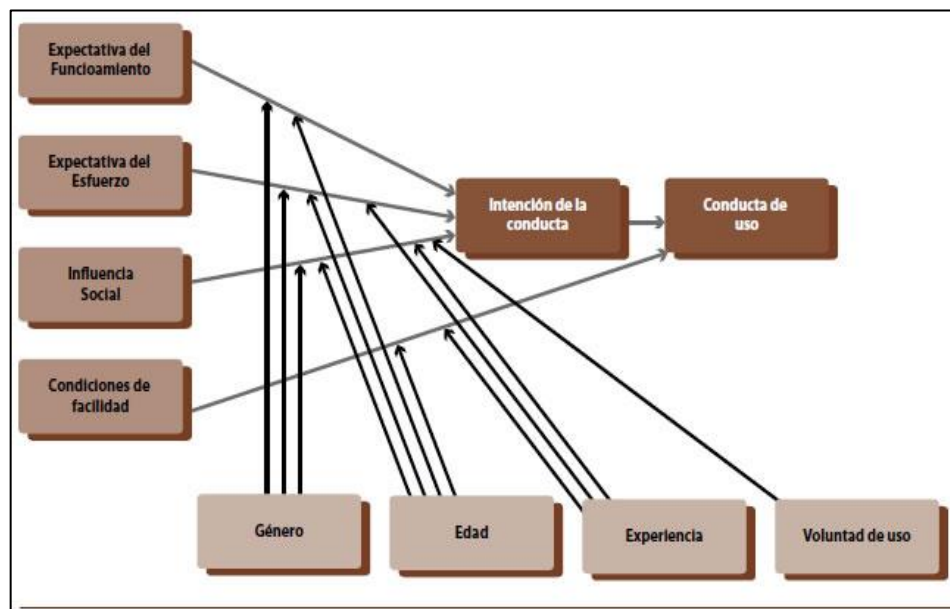 Expectativa del
Funcioamiento
Expectativa del
Esfuerzo
Intención de la
conducta
Conducta de
uso
Influencia
Social
Condiciones de
facilidad
Género
Edad
Experiencia
Voluntad de uso